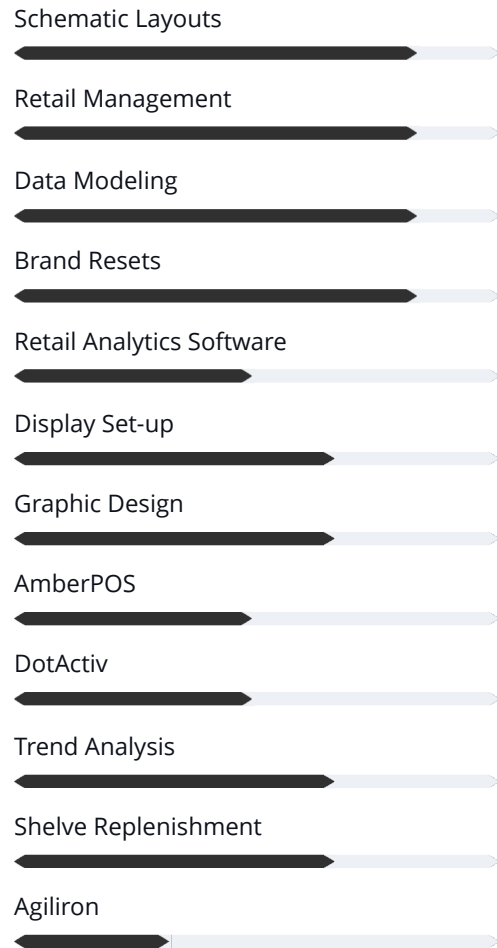 Schematic Layouts
Retail Management
Data Modeling
Brand Resets
Retail Analytics Software
Display Set-up
Graphic Design
AmberPOS
DotActiv
Trend Analysis
Shelve Replenishment
Agiliron